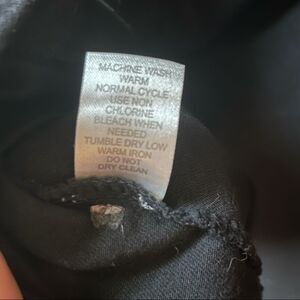 MACHINE WASH
WARM
NORMAL CYCLE
USE NON
CHLORINE
BLEACH WHEN
NEEDED
TUMBLE DRY LOW
WARM IRON
DO NOT
DRY CLEAN